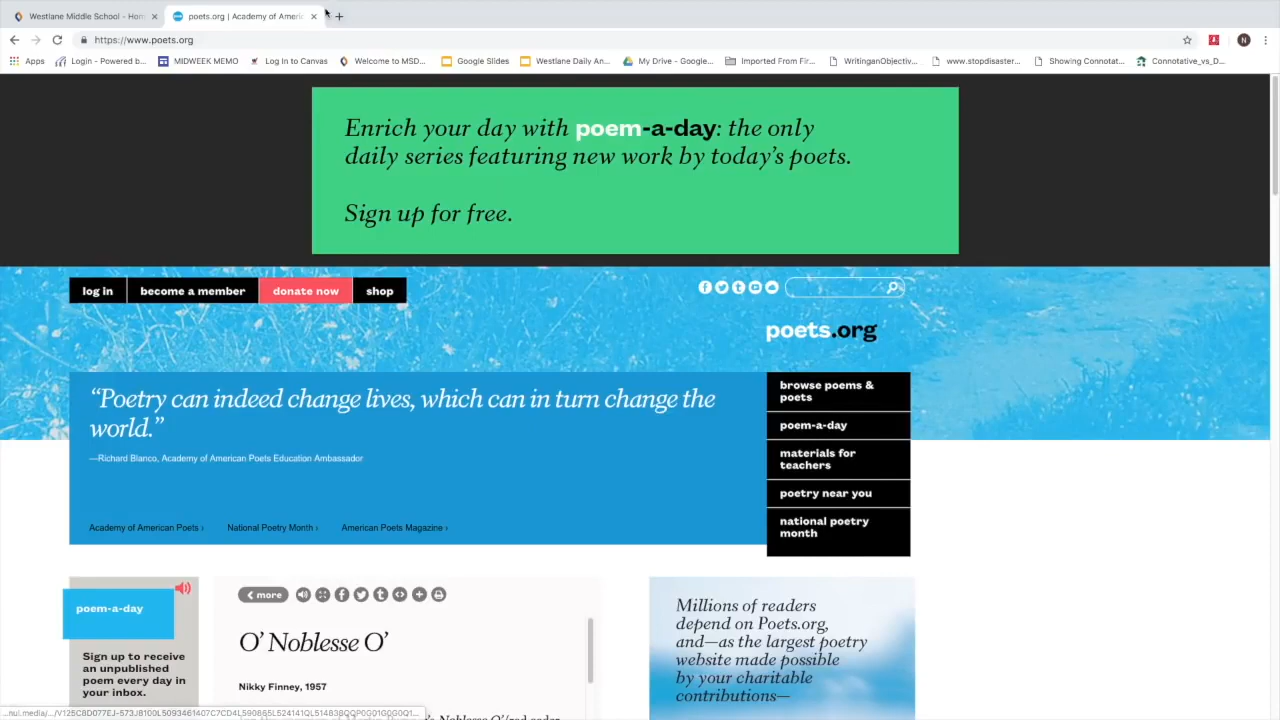 Westlane Middle School - Hom
poets.org | Academy of Americ
https://www.poets.org
N
Apps
Login - Powered b...
MIDWEEK MEMO
Log In to Canvas
Welcome to MSD...
Google Slides
Westlane Daily An...
My Drive - Google...
Imported From Fir...
WritinganObjectiv...
www.stopdisaster...
Showing Connotat...
Connotative_vs_D...
Enrich your day with poem-a-day: the only
daily series featuring new work by today's poets.
Sign up for free.
log in
become a member
donate now
shop
poets.org
"Poetry can indeed change lives, which can in turn change the
world."
—Richard Blanco, Academy of American Poets Education Ambassador
Academy of American Poets ›
National Poetry Month ›
American Poets Magazine ›
browse poems &
poets
poem-a-day
materials for
teachers
poetry near you
national poetry
month
poem-a-day
Sign up to receive
an unpublished
poem every day in
your inbox.
more
O' Noblesse O'
Nikky Finney, 1957
Millions of readers
depend on Poets.org,
and—as the largest poetry
website made possible
by your charitable
contributions—